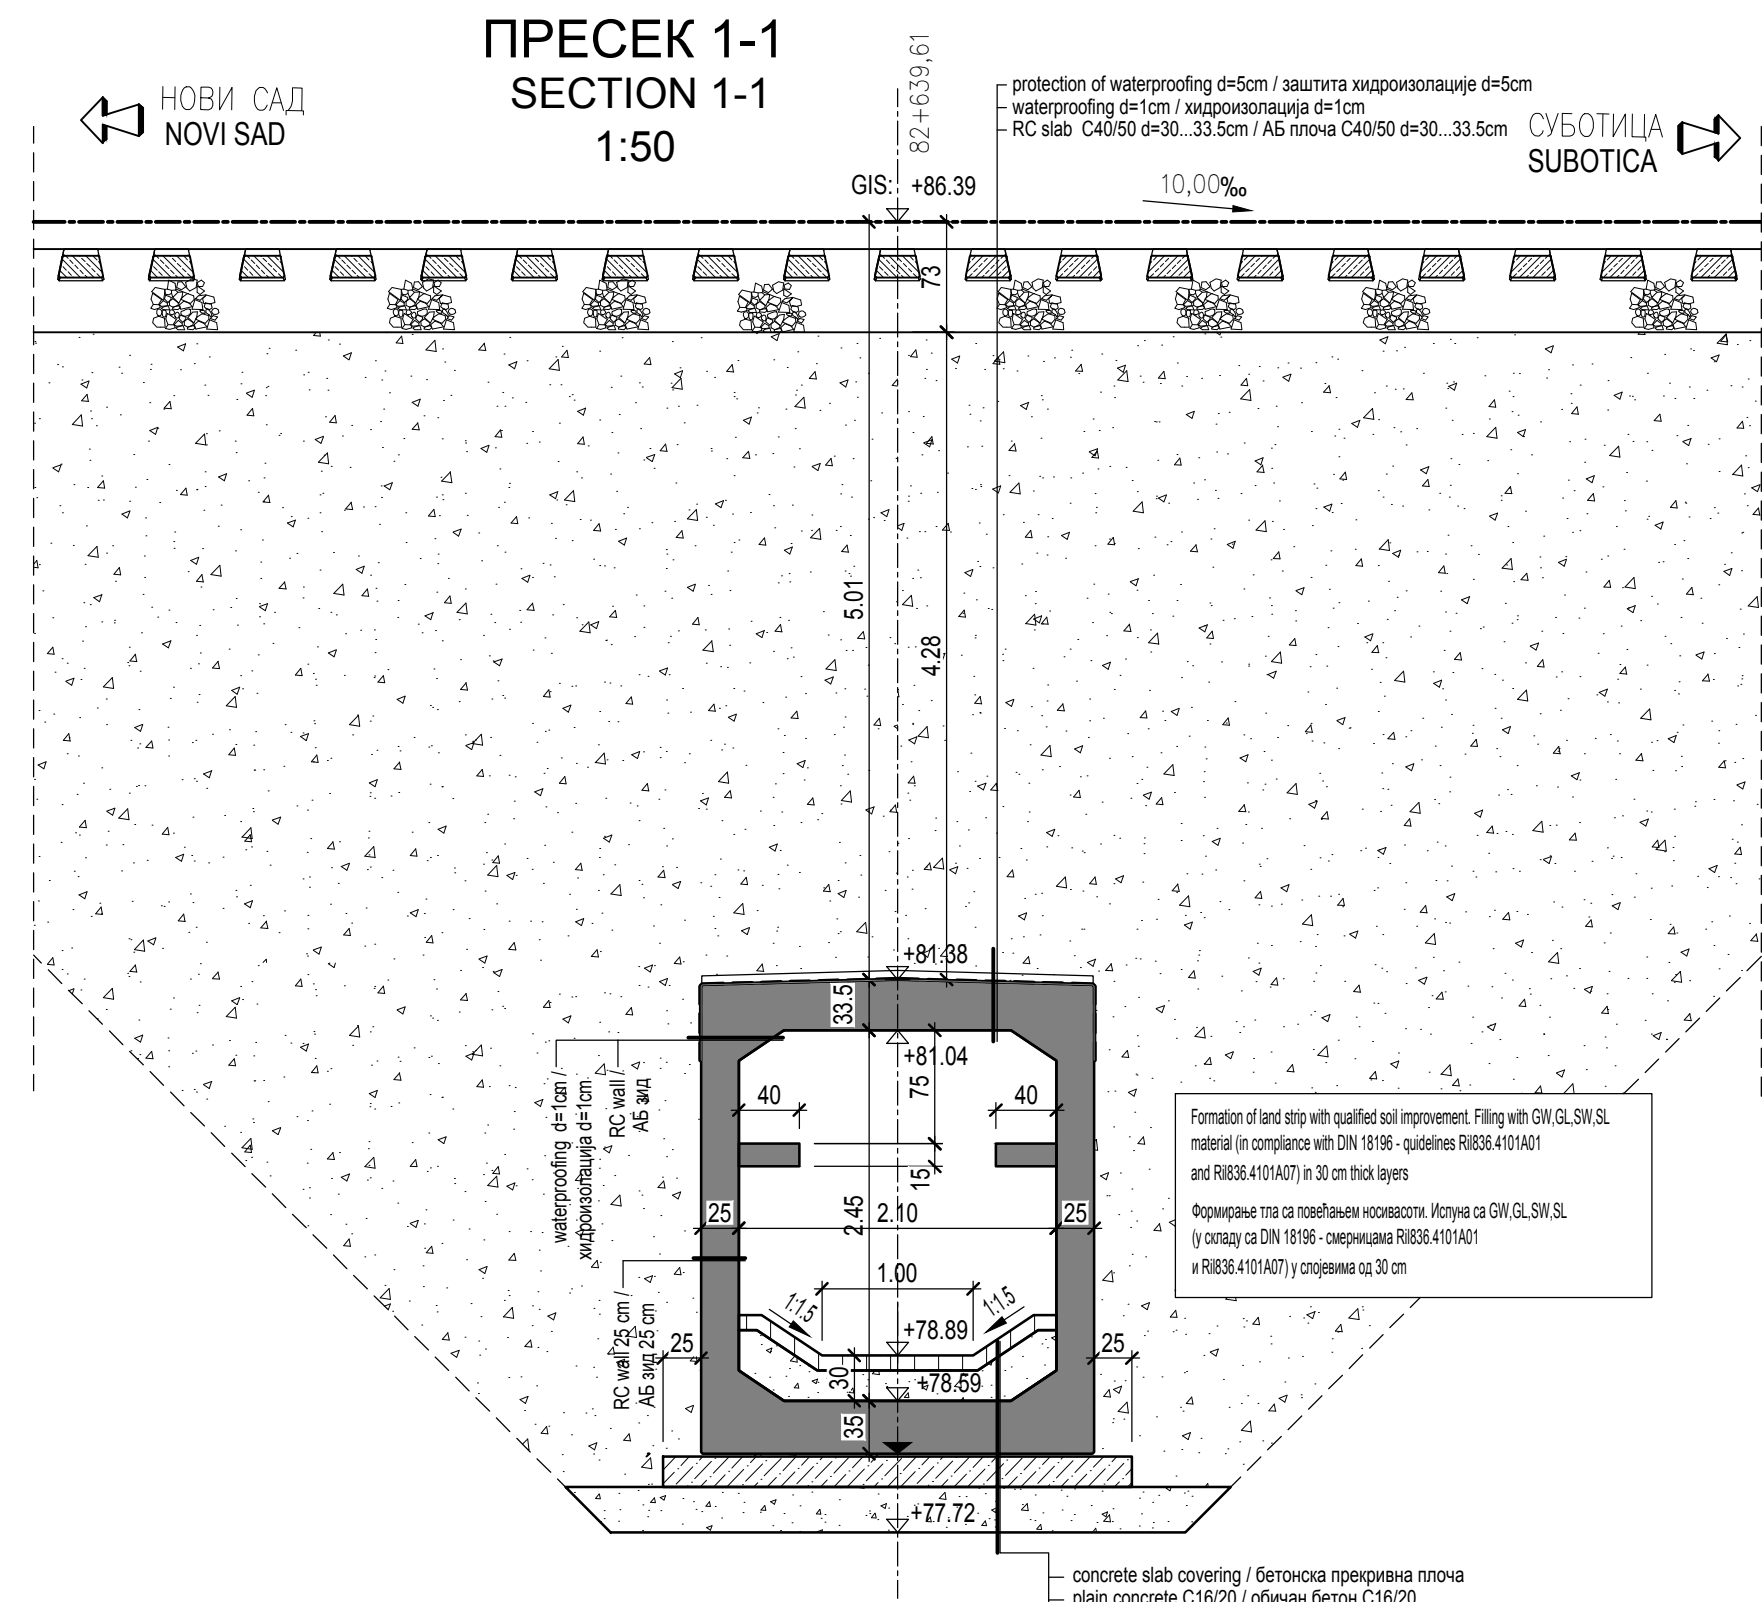 ПРЕСЕК 1-1
SECTION 1-1
1:50
НОВИ САД
NOVI SAD
82+639,61
protection of waterproofing d=5cm / заштита хидроизолације d=5cm
waterproofing d=1cm / хидроизолација d=1cm
RC slab C40/50 d=30...33.5cm / АБ плоча C40/50 d=30...33.5cm
СУБОТИЦА
SUBOTICA
GIS: +86.39
10,00‰
73
5.01
4.28
+81.38
33.5
+81.04
75
40
40
15
waterproofing d=1cm /
хидроизолација d=1cm
RC wall /
АБ зид
25
2.10
25
2.45
1.00
1:1.5
1:1.5
+78.89
RC wall 25 cm /
АБ зид 25 cm
25
25
30
+78.59
35
+77.72
Formation of land strip with qualified soil improvement. Filling with GW,GL,SW,SL
material (in compliance with DIN 18196 - quidelines Ril836.4101A01
and Ril836.4101A07) in 30 cm thick layers
Формирање тла са повећањем носивасоти. Испуна са GW,GL,SW,SL
(у складу са DIN 18196 - смерницама Ril836.4101A01
и Ril836.4101A07) у слојевима од 30 cm
concrete slab covering / бетонска прекривна плоча
plain concrete C16/20 / обичан бетон C16/20